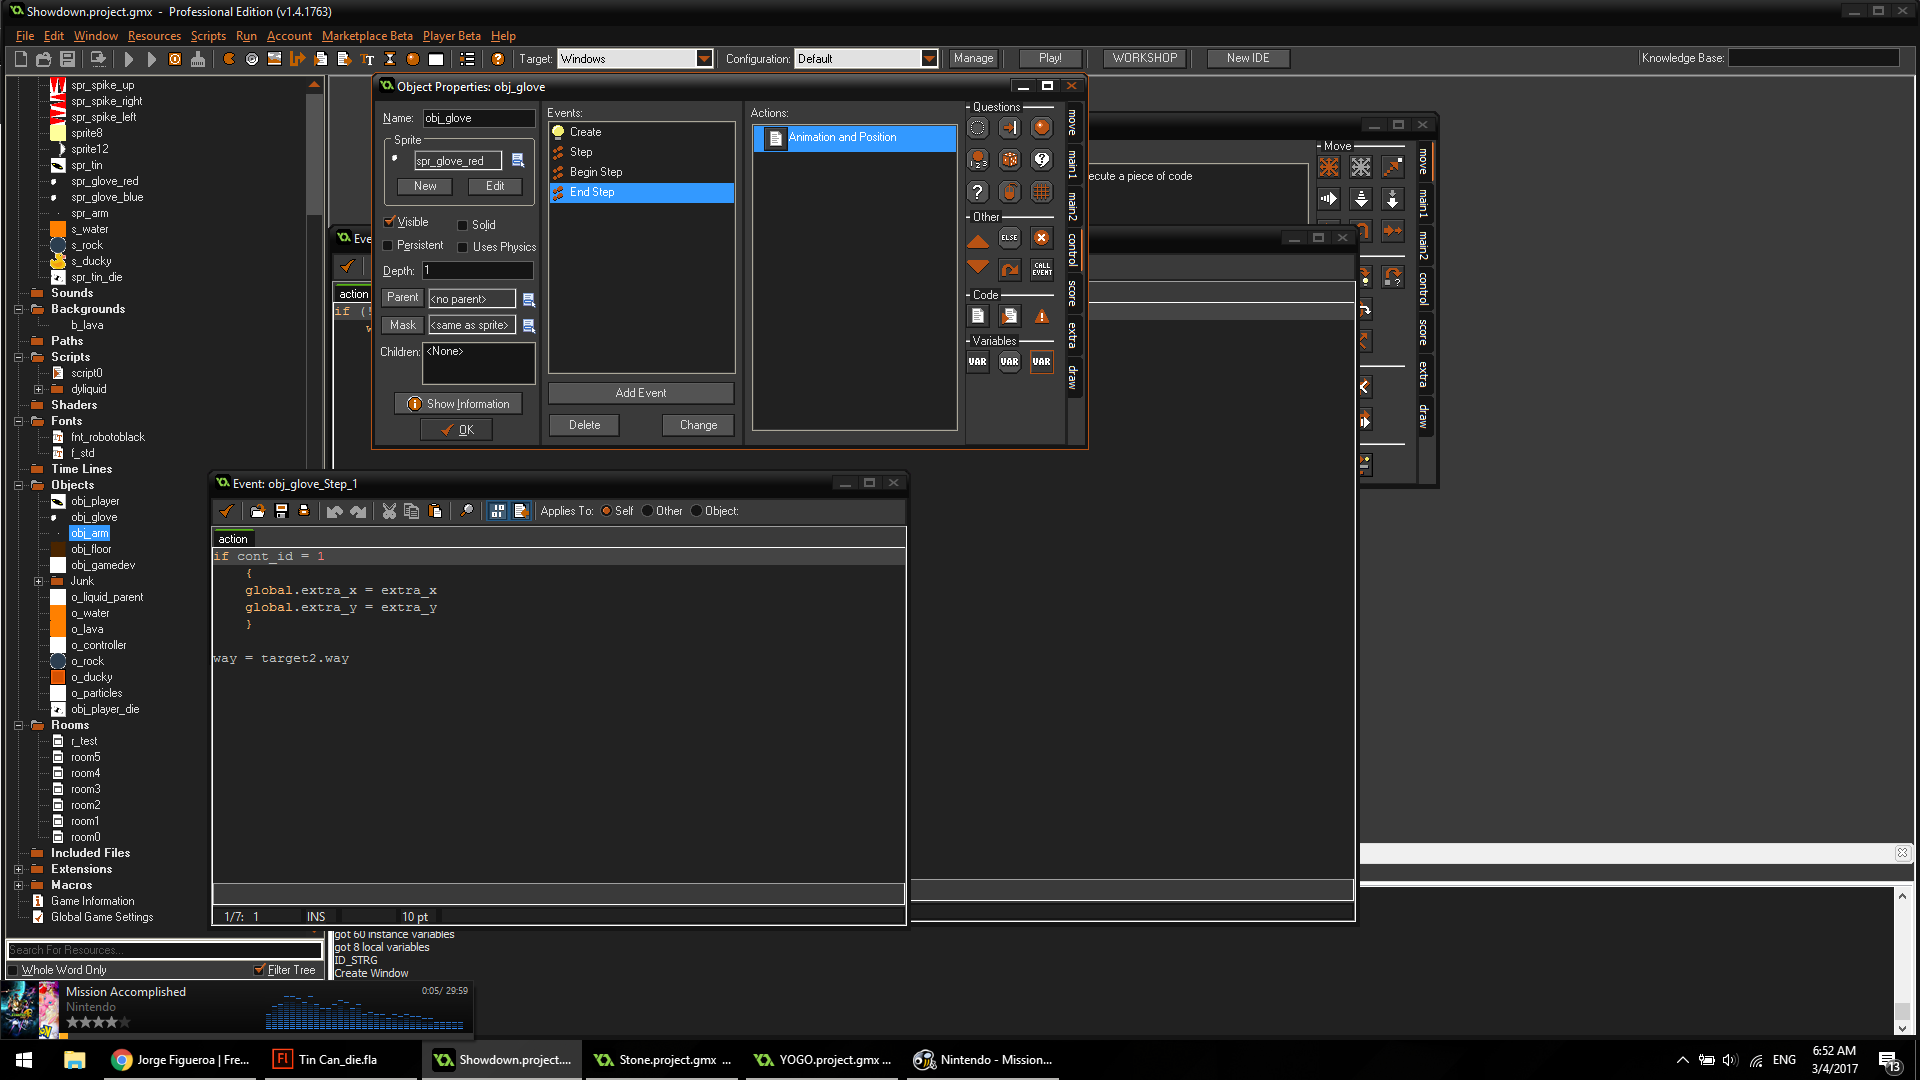 Showdown.project.gmx - Professional Edition (v1.4.1763)
File Edit Window Resources Scripts Run Account Marketplace Beta Player Beta Help
Target: Windows Configuration: Default Manage Play! WORKSHOP New IDE Knowledge Base:
spr_spike_up
spr_spike_right
spr_spike_left
sprite8
sprite12
spr_tin
spr_glove_red
spr_glove_blue
spr_arm
s_water
s_rock
s_ducky
spr_tin_die
Sounds
Backgrounds
b_lava
Paths
Scripts
script0
dyliquid
Shaders
Fonts
fnt_robotoblack
f_std
Time Lines
Objects
obj_player
obj_glove
obj_arm
obj_floor
obj_gamedev
Junk
o_liquid_parent
o_water
o_lava
o_controller
o_rock
o_ducky
o_particles
obj_player_die
Rooms
r_test
room5
room4
room3
room2
room1
room0
Included Files
Extensions
Macros
Game Information
Global Game Settings
Search For Resources...
Whole Word Only Filter Tree
Object Properties: obj_glove
Name: obj_glove
Sprite
spr_glove_red
New Edit
Visible Solid
Persistent Uses Physics
Depth: 1
Parent <no parent>
Mask <same as sprite>
Children: <None>
Show Information
OK
Events:
Create
Step
Begin Step
End Step
Add Event
Delete Change
Actions:
Animation and Position
Questions
1 2 3
Other
ELSE
CALL EVENT
Code
Variables
VAR VAR VAR
move
main1
main2
control
score
extra
draw
ecute a piece of code
Move
move
main1
main2
control
score
extra
draw
Eve
action
if (!
Event: obj_glove_Step_1
Applies To: Self Other Object:
action
if cont_id = 1
{
global.extra_x = extra_x
global.extra_y = extra_y
}
way = target2.way
1/7: 1 INS 10 pt
got 60 instance variables
got 8 local variables
ID_STRG
Create Window
Mission Accomplished
0:05/ 29:59
Nintendo
Jorge Figueroa | Fre...
Tin Can_die.fla
Showdown.project....
Stone.project.gmx ...
YOGO.project.gmx ...
Nintendo - Mission...
ENG
6:52 AM
3/4/2017
13